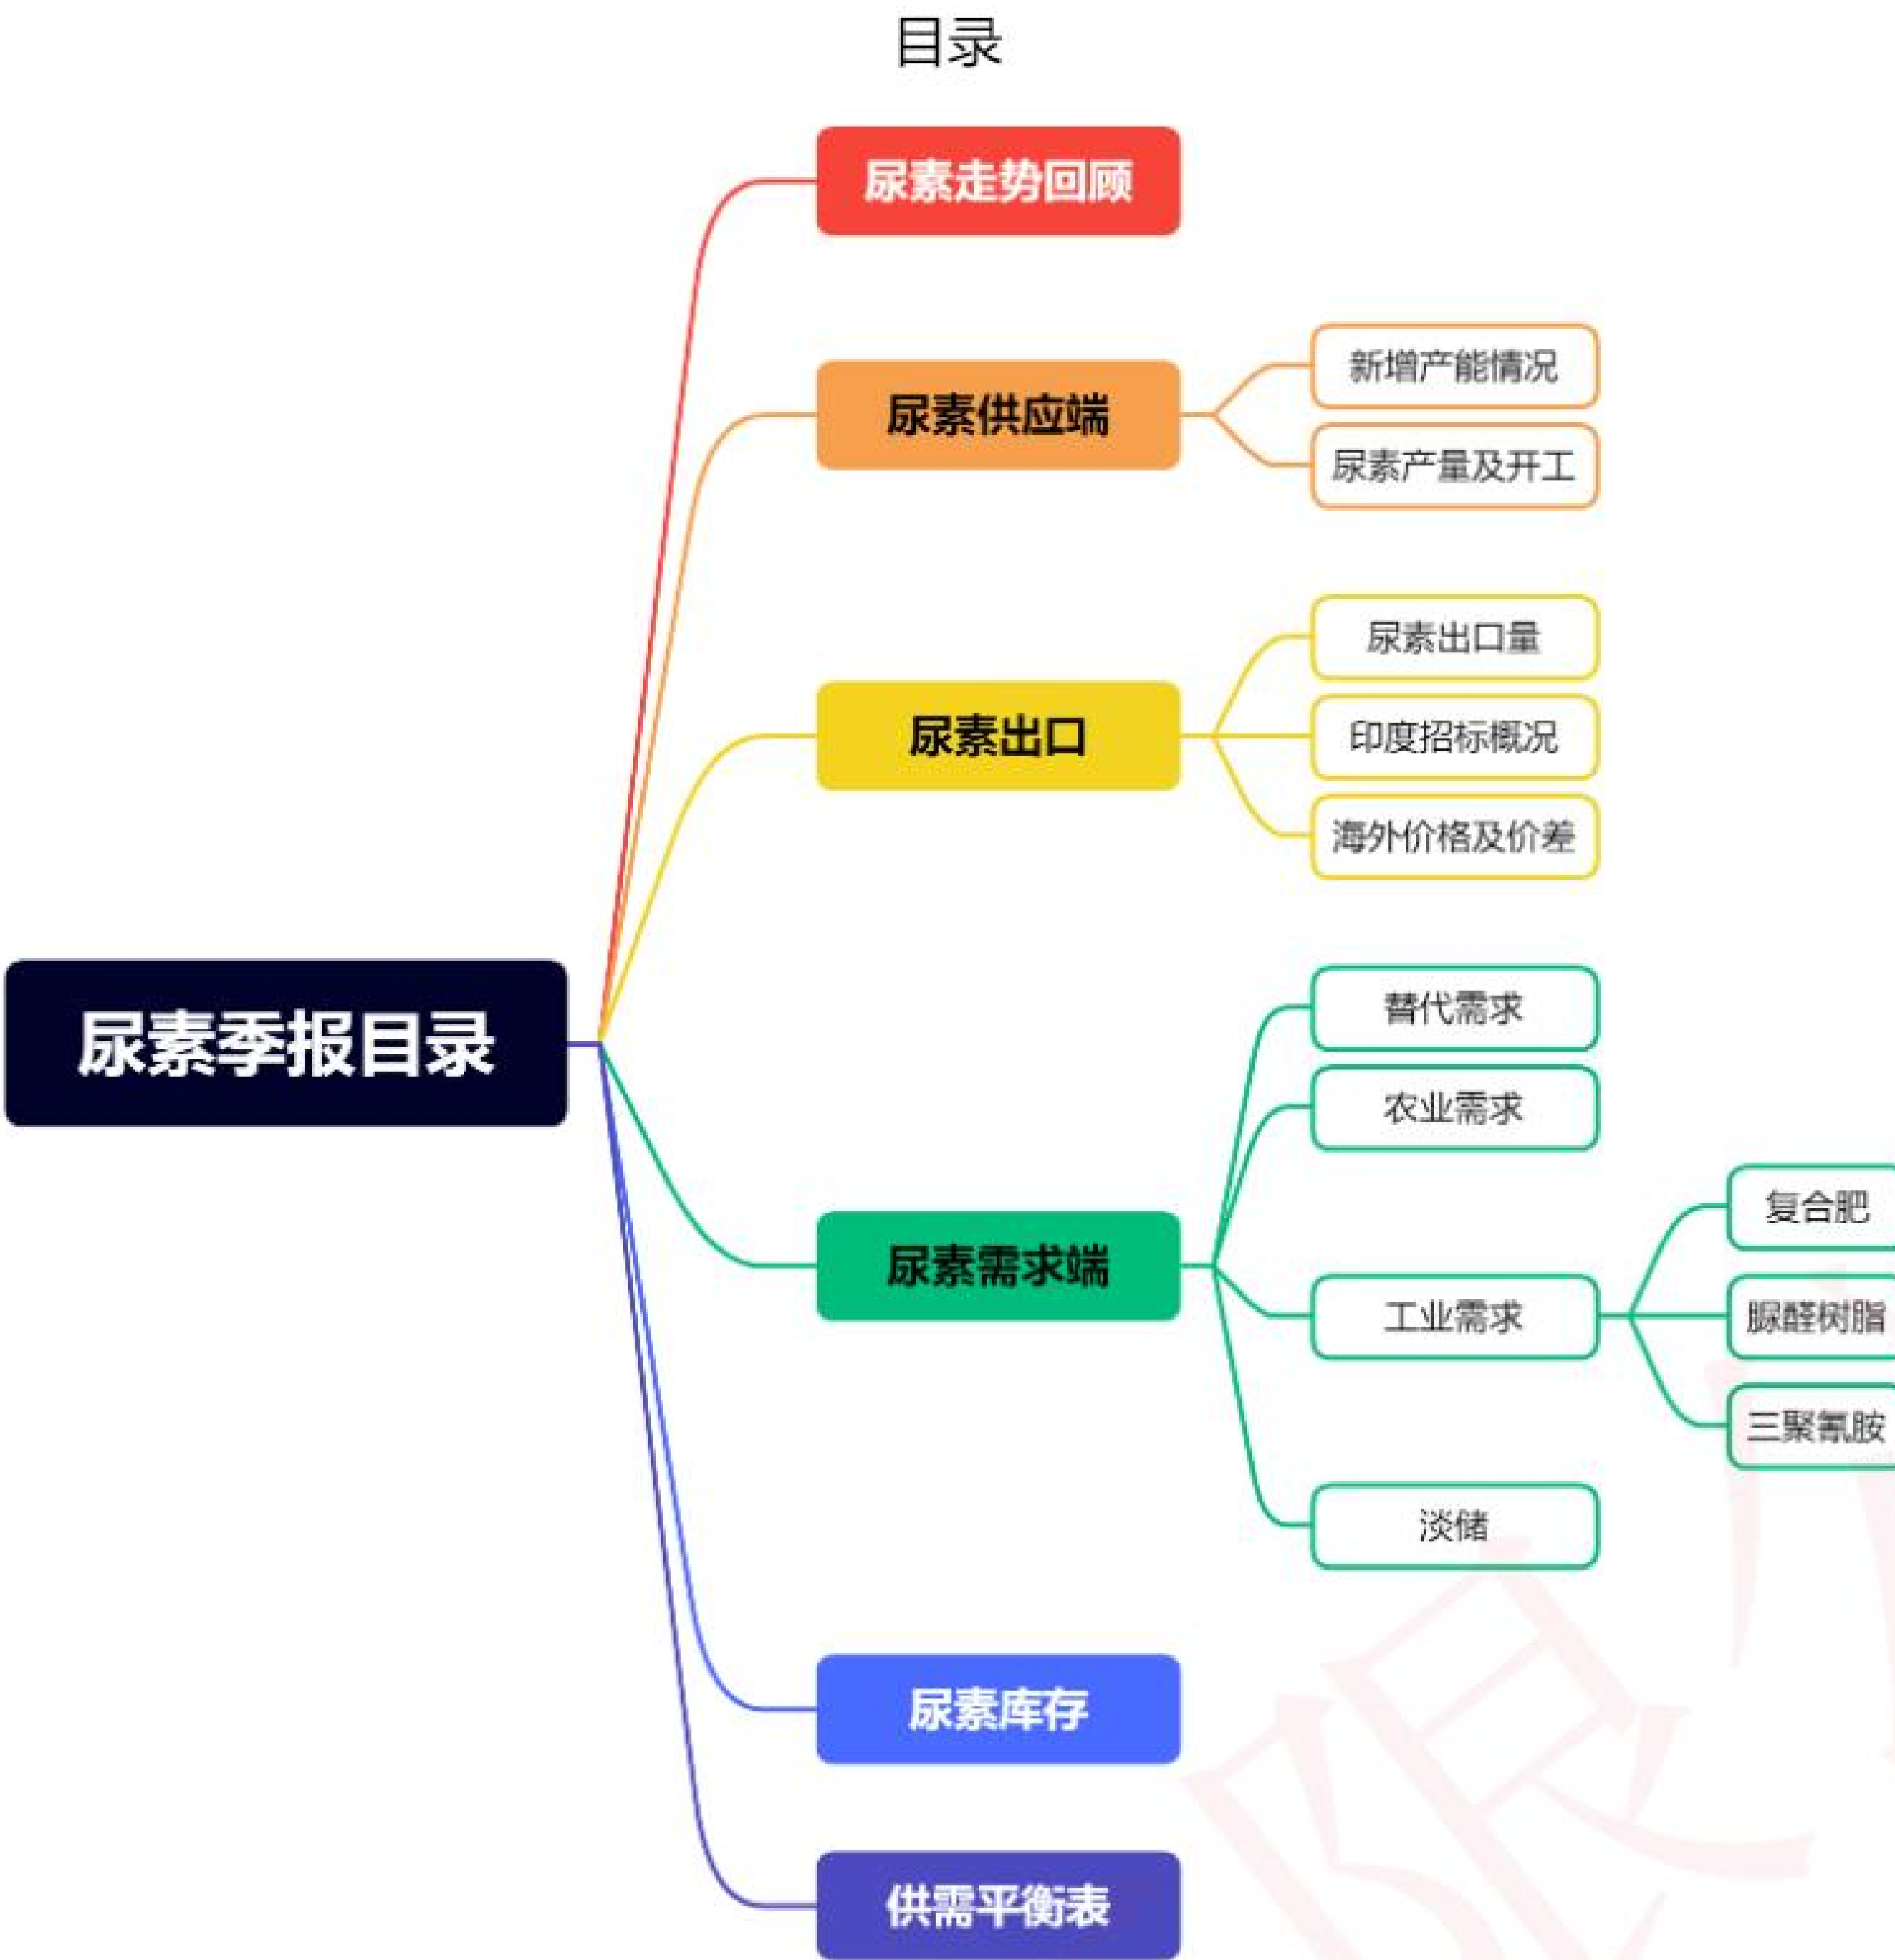 目录
尿素季报目录
尿素走势回顾
尿素供应端
新增产能情况
尿素产量及开工
尿素出口
尿素出口量
印度招标概况
海外价格及价差
尿素需求端
替代需求
农业需求
工业需求
复合肥
脲醛树脂
三聚氰胺
淡储
尿素库存
供需平衡表
限